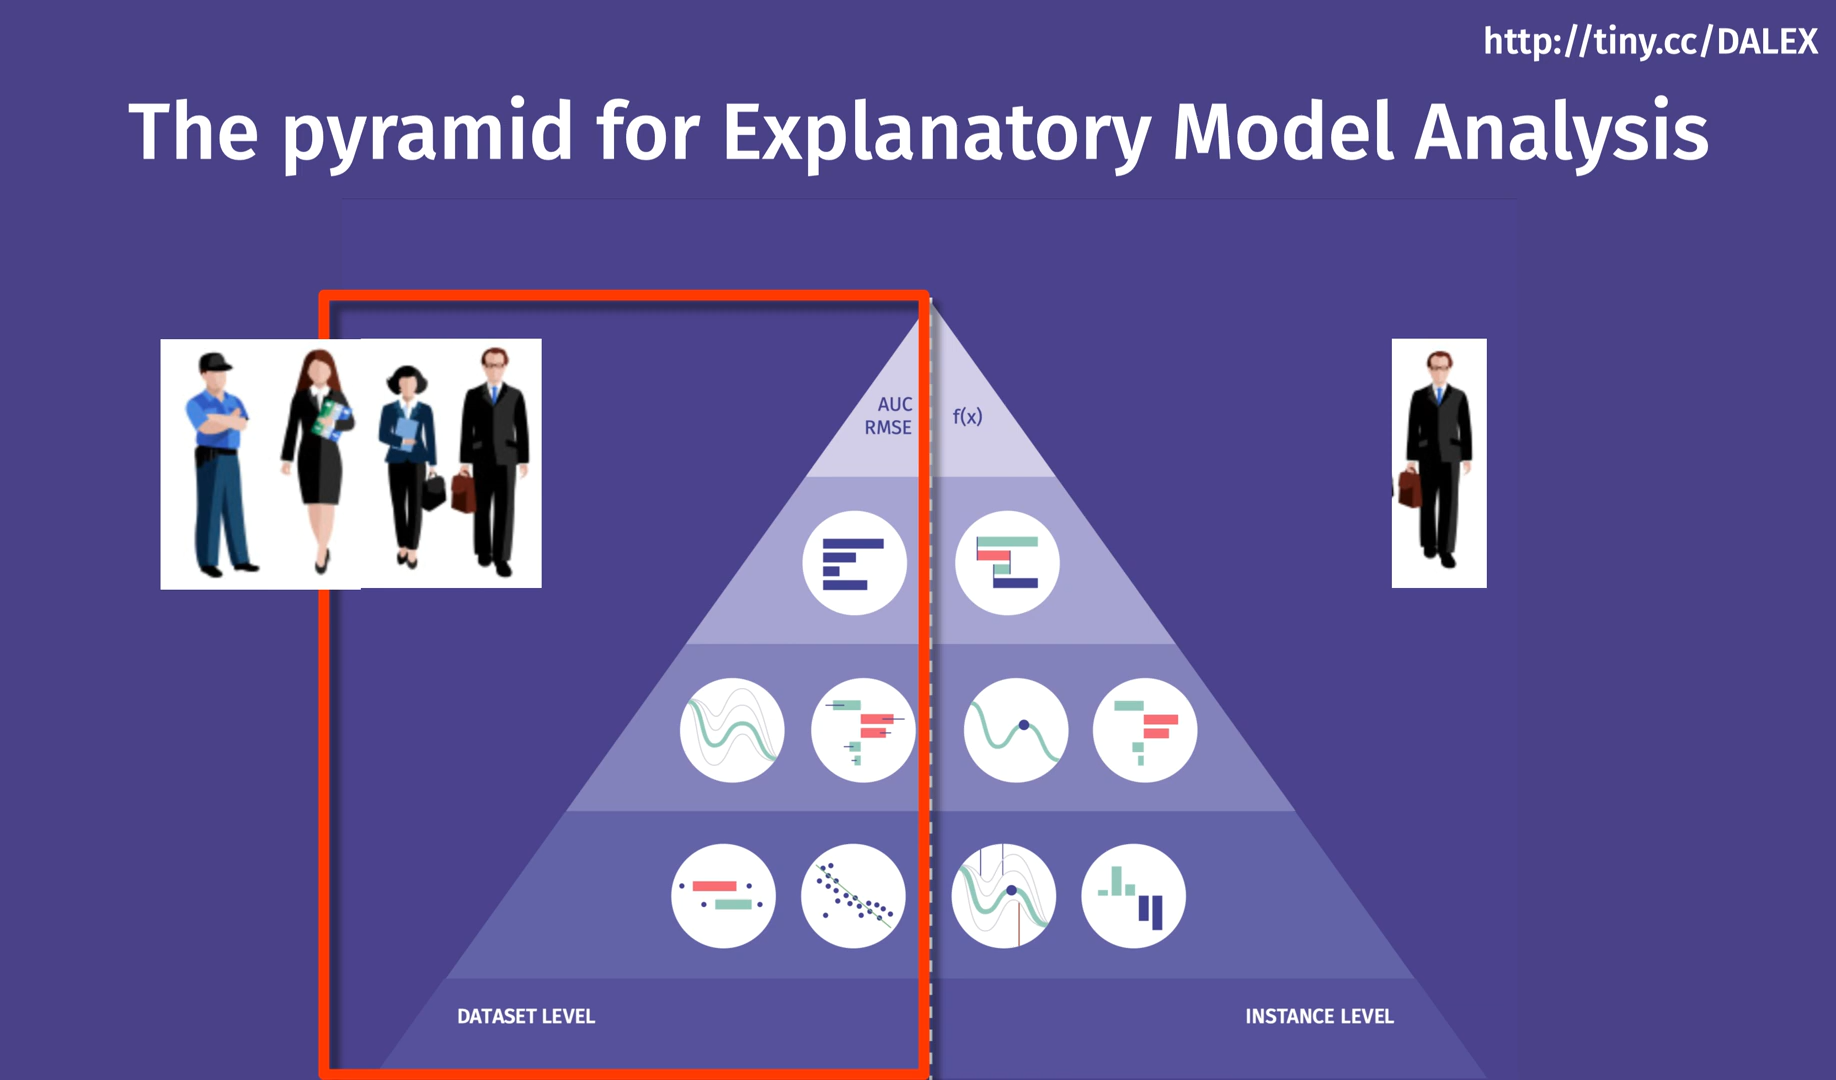 http://tiny.cc/DALEX
The pyramid for Explanatory Model Analysis
AUC
RMSE
f(x)
DATASET LEVEL
INSTANCE LEVEL